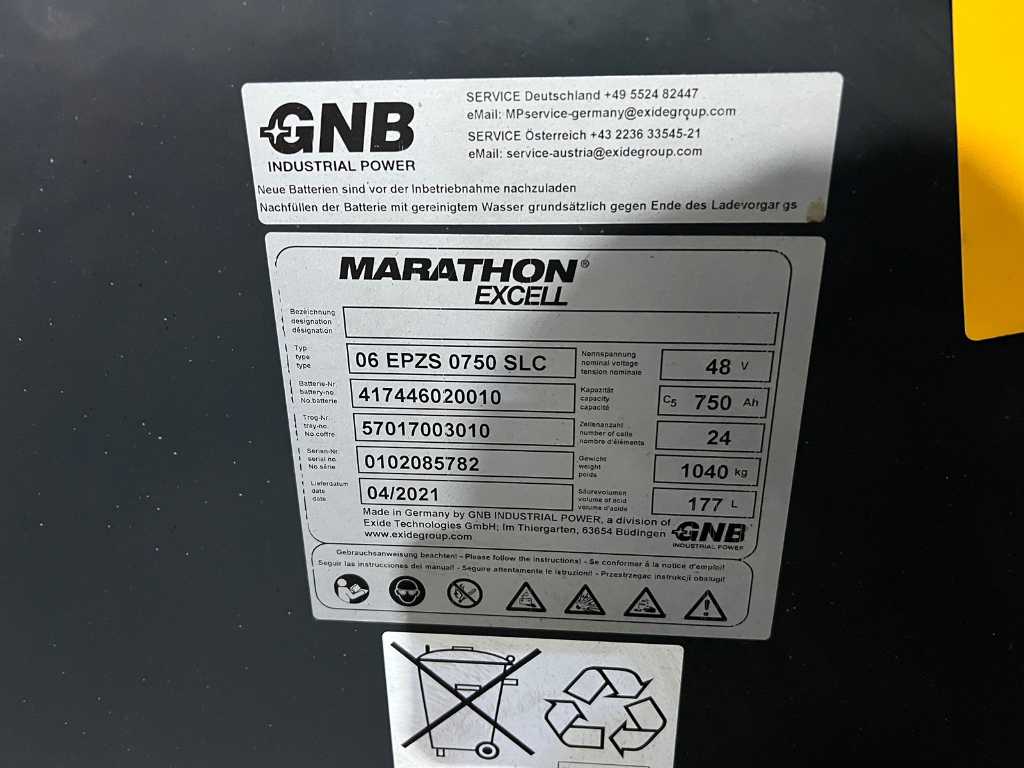 GNB
INDUSTRIAL POWER
SERVICE Deutschland +49 5524 82447
eMail: MPservice-germany@exidegroup.com
SERVICE Österreich +43 2236 33545-21
eMail: service-austria@exidegroup.com
Neue Batterien sind vor der Inbetriebnahme nachzuladen
Nachfüllen der Batterie mit gereinigtem Wasser grundsätzlich gegen Ende des Ladevorgangs
MARATHON®
EXCELL
Bezeichnung
designation
désignation
Typ
type
type
06 EPZS 0750 SLC
Nennspannung
nominal voltage
tension nominale
48 V
Batterie-Nr.
battery-no.
No.batterie
417446020010
Kapazität
capacity
capacité
C5 750 Ah
Trog-Nr.
tray-no.
No.coffre
57017003010
Zellenanzahl
number of cells
nombre d'éléments
24
Serien-Nr.
serial no.
No.série
0102085782
Gewicht
weight
poids
1040 kg
Lieferdatum
date
date
04/2021
Säurevolumen
volume of acid
volume d'acide
177 L
Made in Germany by GNB INDUSTRIAL POWER, a division of
Exide Technologies GmbH; Im Thiergarten, 63654 Büdingen
www.exidegroup.com
GNB
INDUSTRIAL POWER
Gebrauchsanweisung beachten! - Please follow the instructions! - Se conformer à la notice d'emploi!
Seguir las instrucciones del manual! - Seguire attentamente le istruzioni! - Przestrzegac instrukcji obslugi!